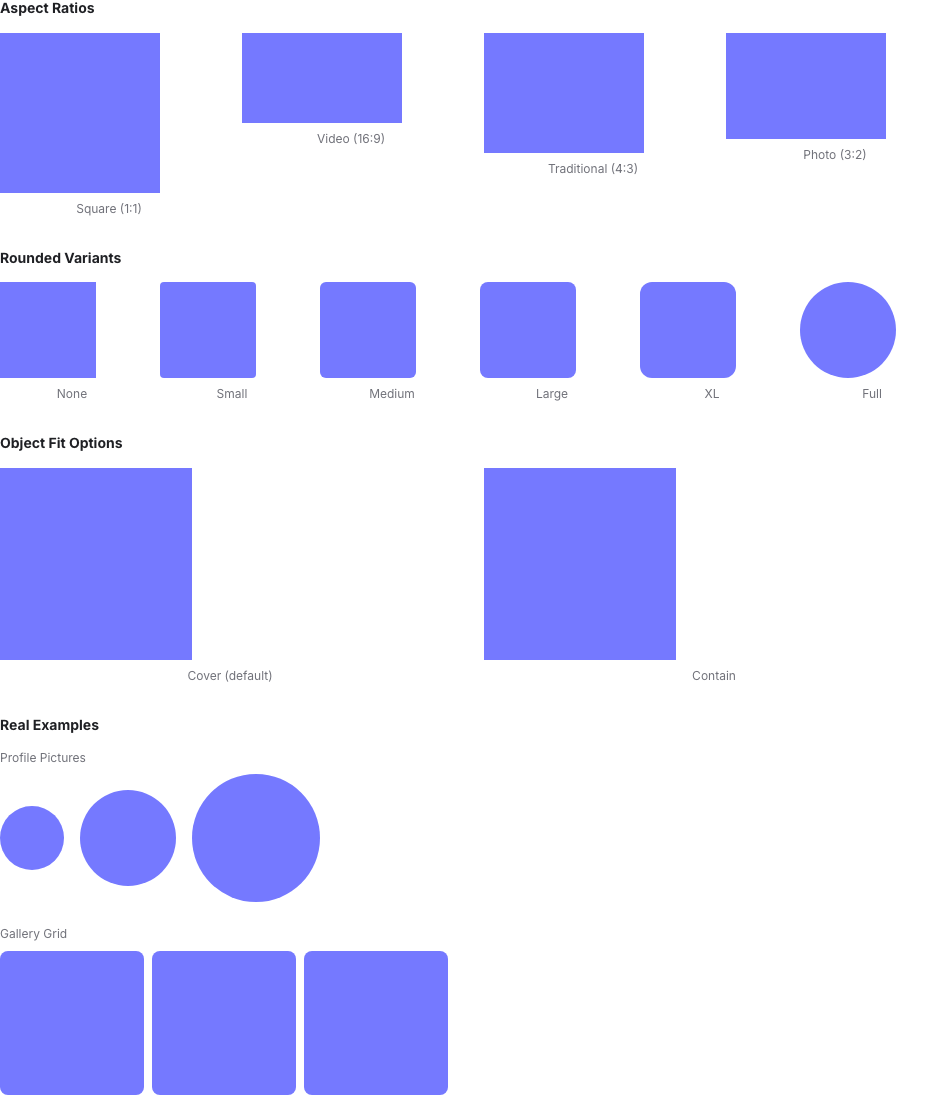 Aspect Ratios
Square (1:1)
Video (16:9)
Traditional (4:3)
Photo (3:2)
Rounded Variants
None
Small
Medium
Large
XL
Full
Object Fit Options
Cover (default)
Contain
Real Examples
Profile Pictures
Gallery Grid